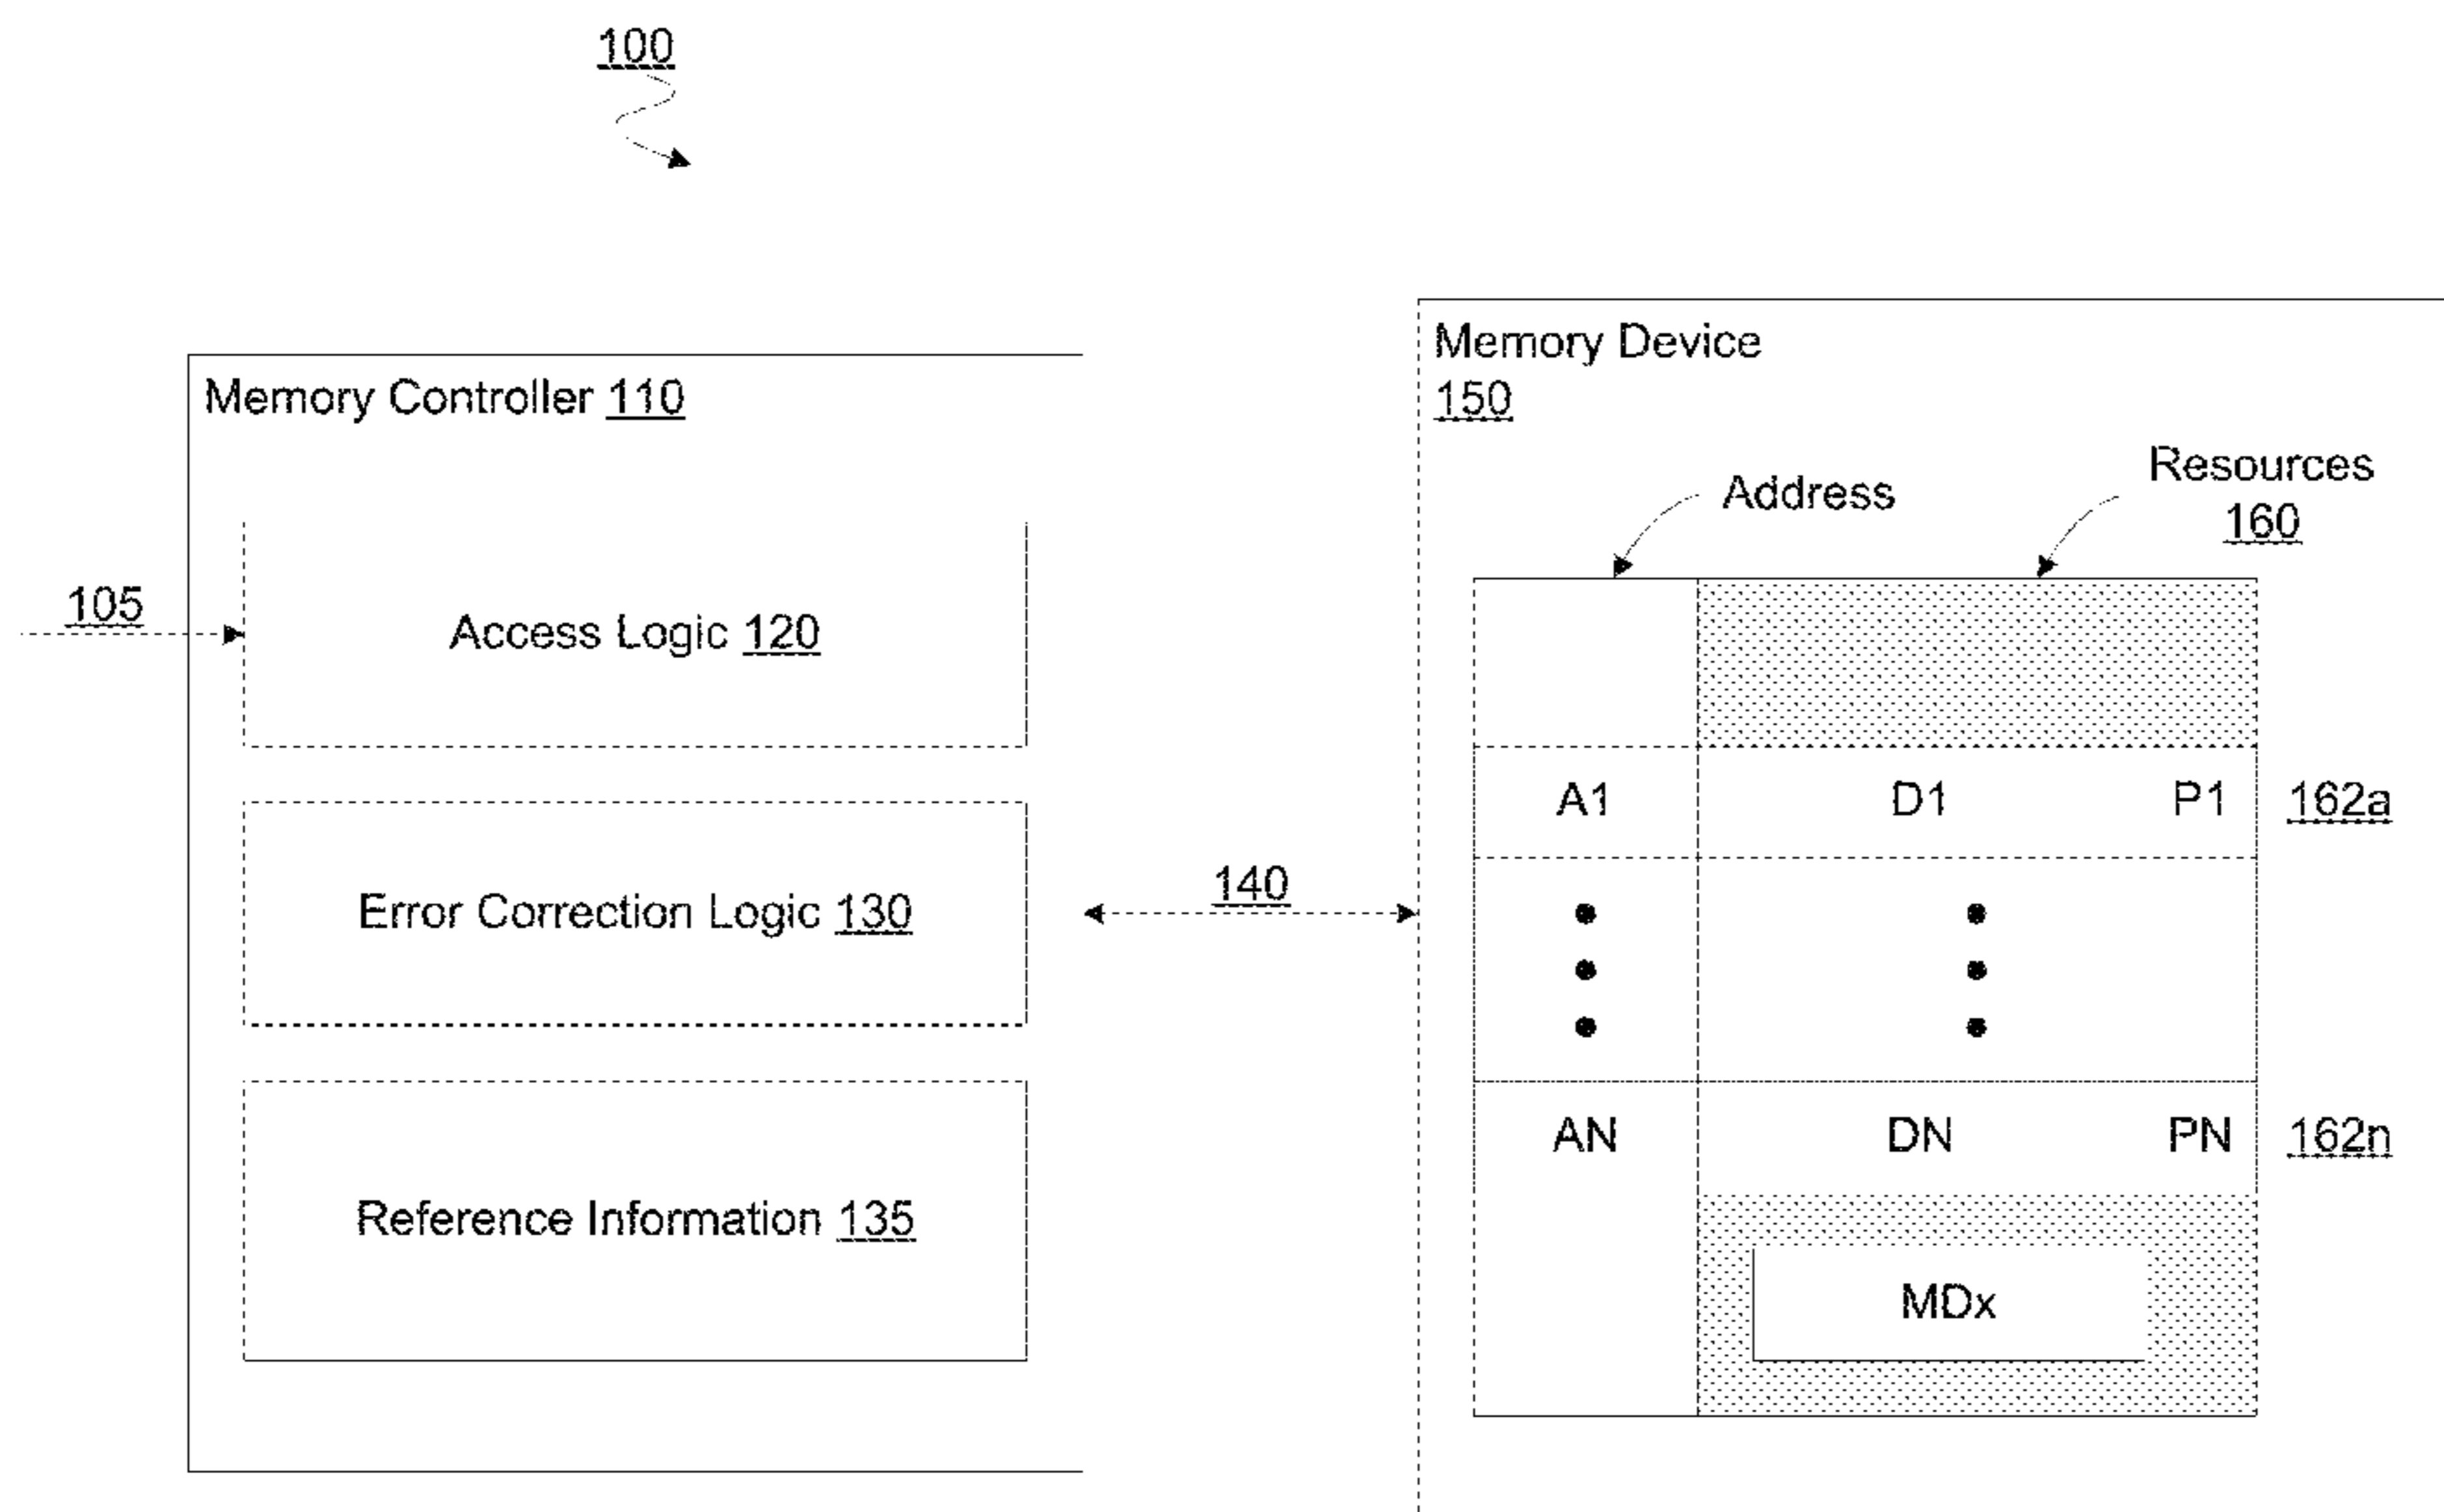 100
Memory Controller 110
105
Access Logic 120
Error Correction Logic 130
Reference Information 135
140
Memory Device
150
Address
Resources
160
A1 D1 P1 162a
AN DN PN 162n
MDx